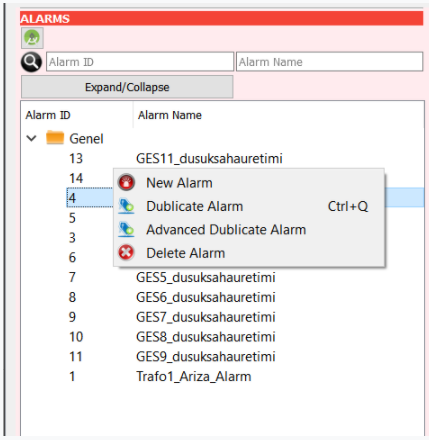 ALARMS
Alarm ID Alarm Name
Expand/Collapse
Alarm ID Alarm Name
Genel
13 GES11_dusuksahauretimi
14
New Alarm
4
Dublicate Alarm Ctrl+Q
5
Advanced Dublicate Alarm
3
6
Delete Alarm
7 GES5_dusuksahauretimi
8 GES6_dusuksahauretimi
9 GES7_dusuksahauretimi
10 GES8_dusuksahauretimi
11 GES9_dusuksahauretimi
1 Trafo1_Ariza_Alarm